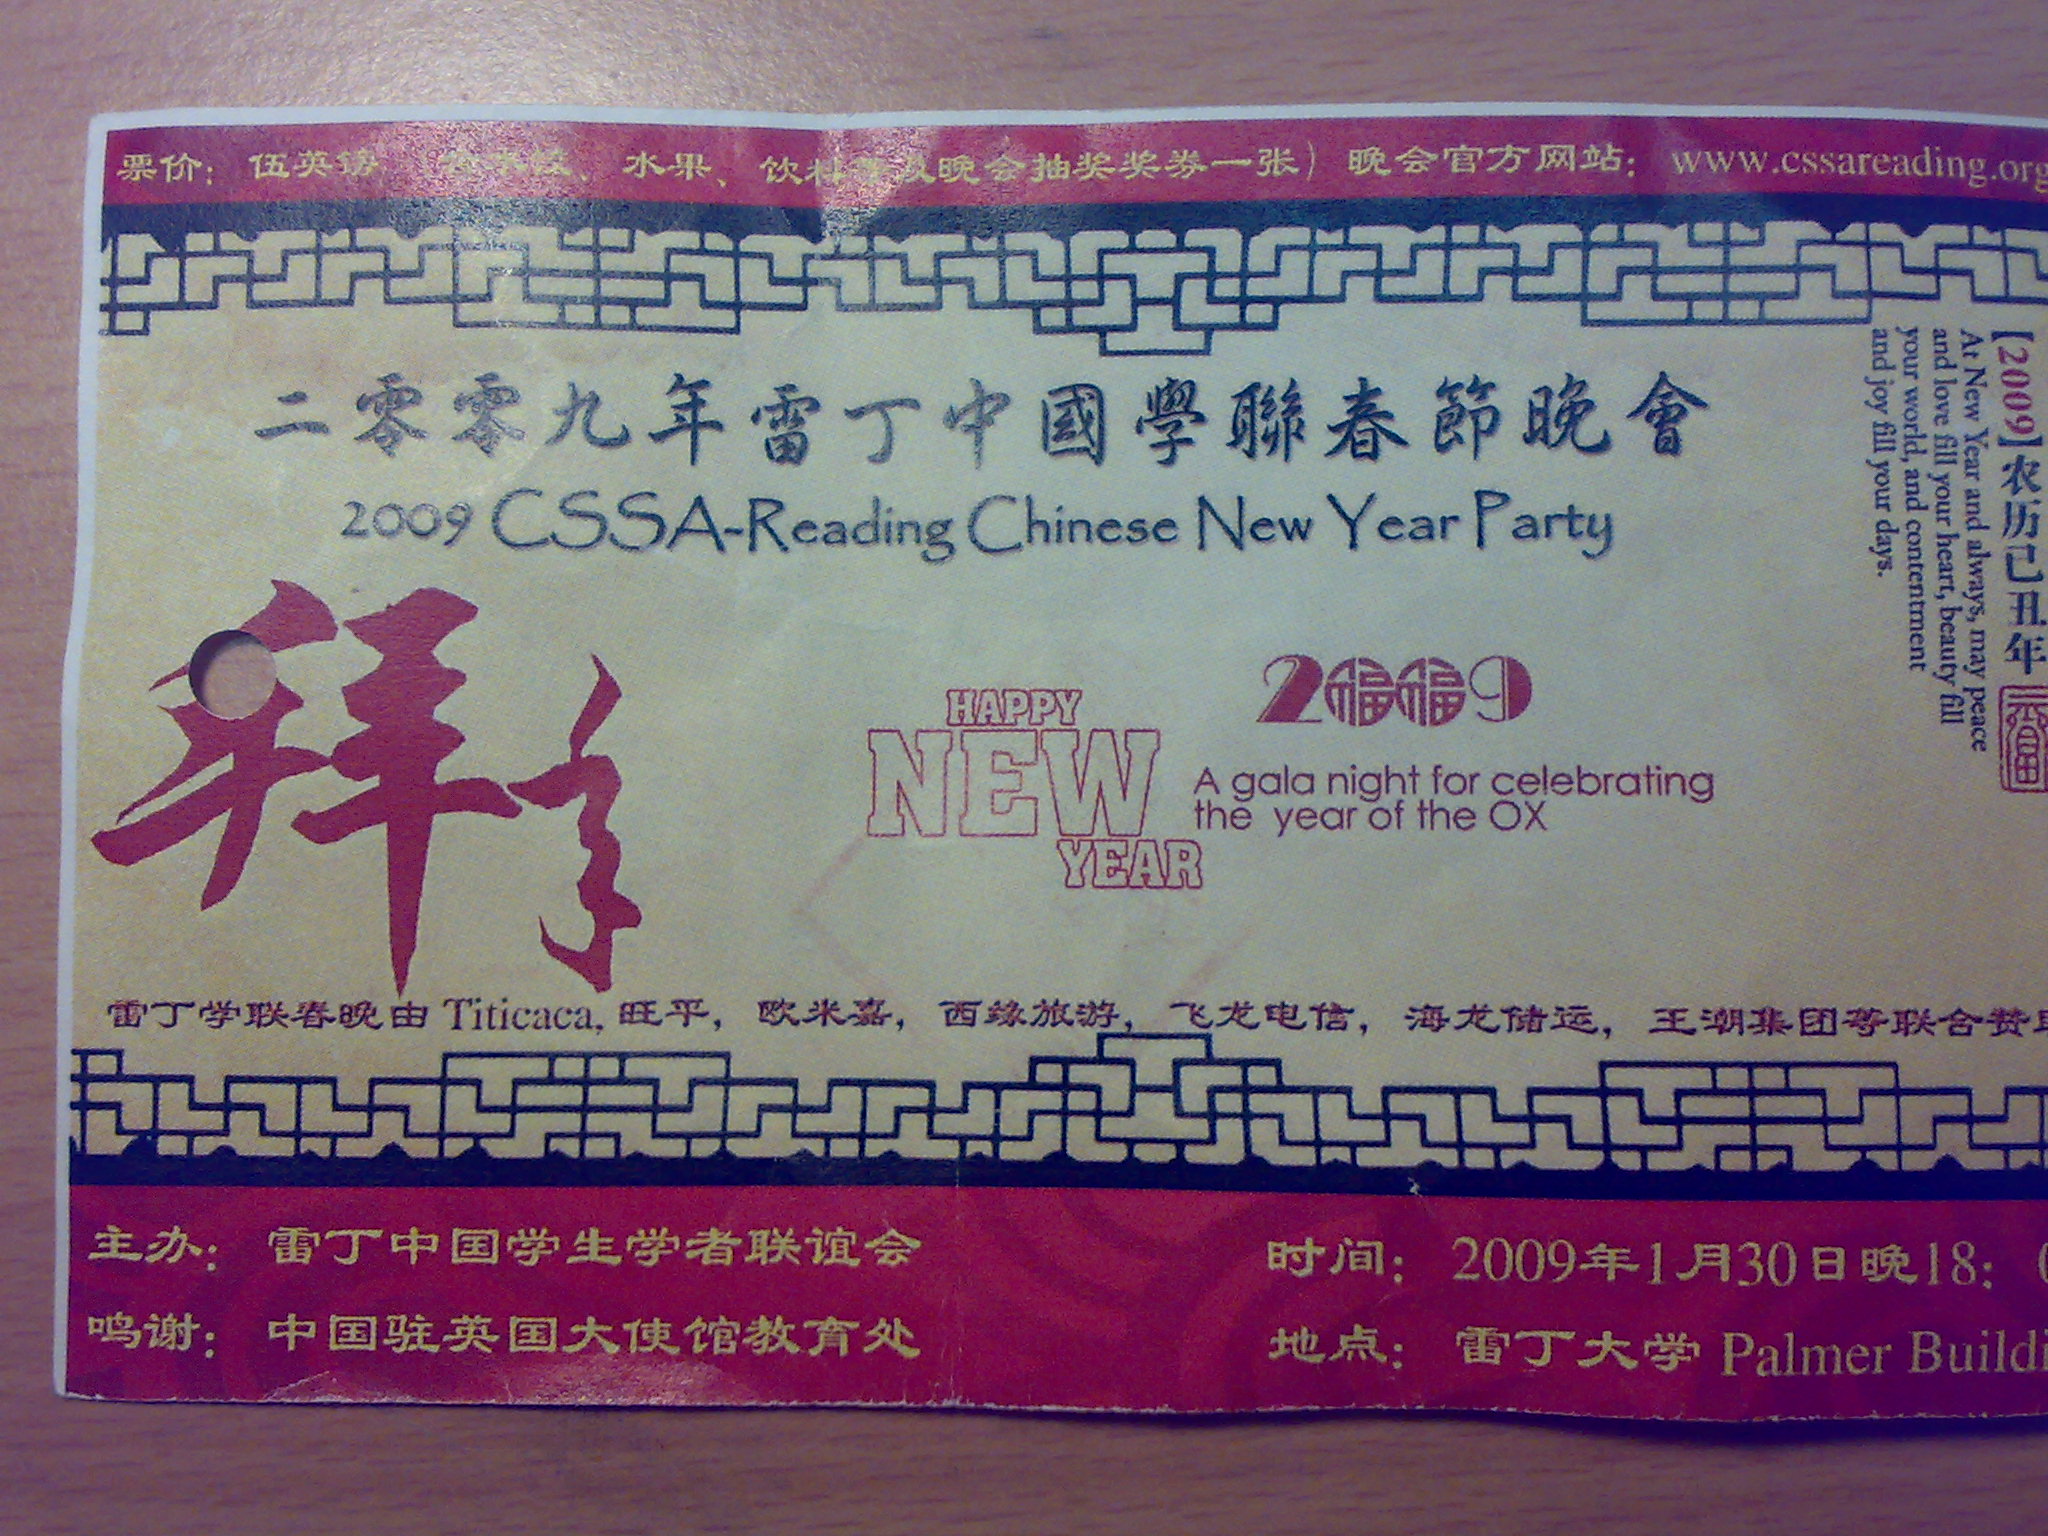 票价：伍英镑 水果、饮料等及晚会抽奖奖券一张）晚会官方网站：www.cssareading.org
二零零九年雷丁中國學聯春節晚會
2009 CSSA-Reading Chinese New Year Party
【2009】农历己丑年
At New Year and always, may peace
and love fill your heart, beauty fill
your world, and contentment
and joy fill your days.
拜年
HAPPY
NEW
YEAR
2009
福福
A gala night for celebrating
the year of the OX
雷丁学联春晚由 Titicaca, 旺平，欧米嘉，西缘旅游，飞龙电信，海龙储运，王潮集团等联合赞
主办：雷丁中国学生学者联谊会
时间：2009年1月30日晚18：
鸣谢：中国驻英国大使馆教育处
地点：雷丁大学 Palmer Buildi